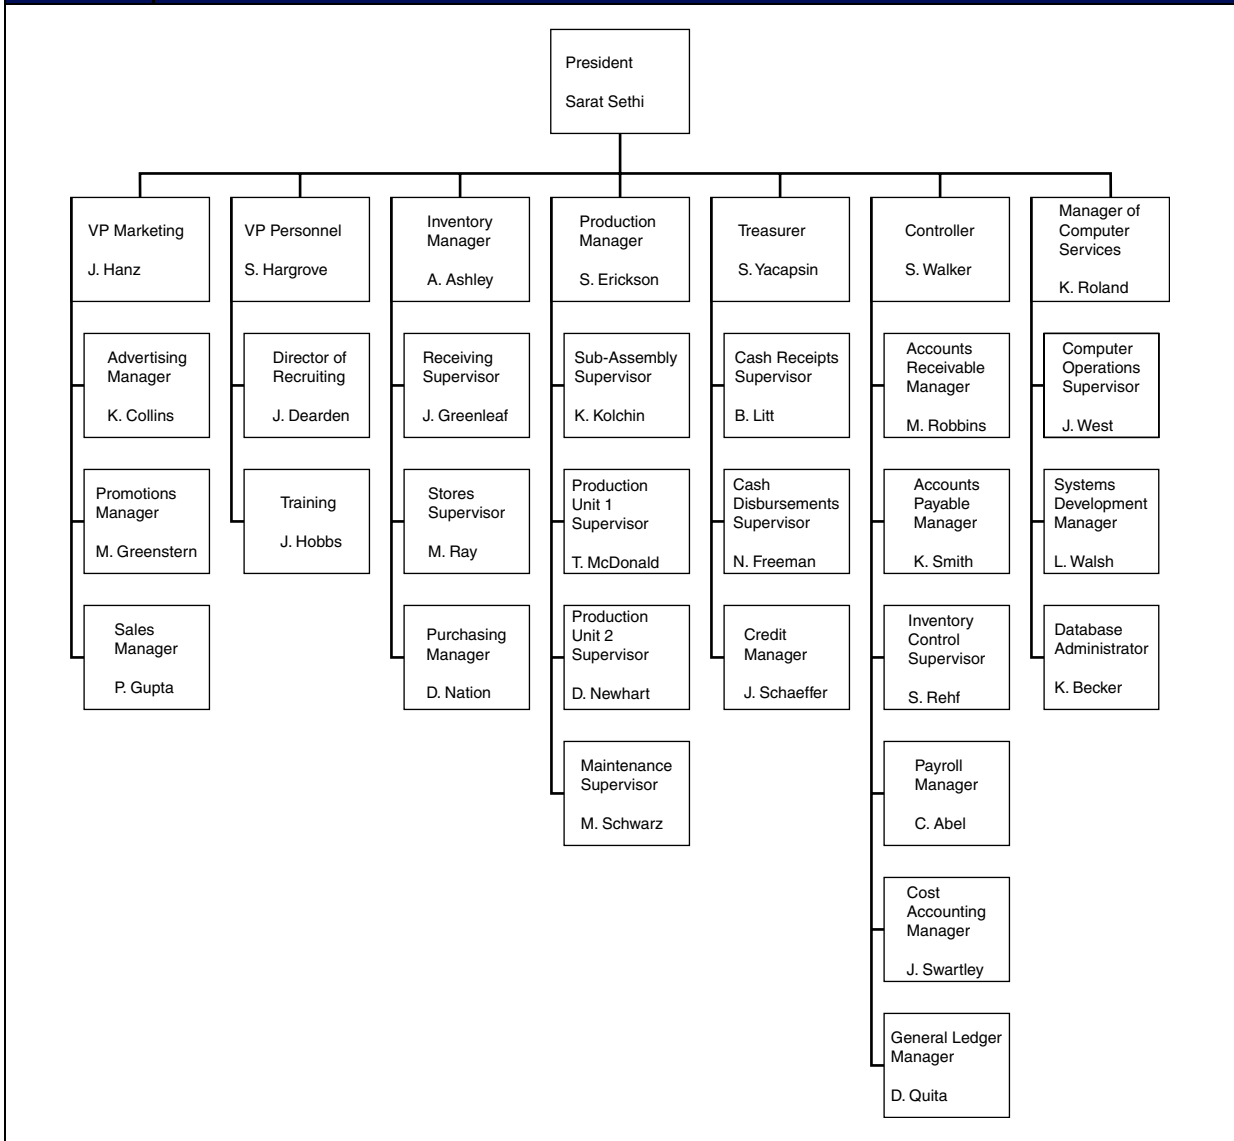 President
Sarat Sethi
VP Marketing
J. Hanz
VP Personnel
S. Hargrove
Inventory
Manager
A. Ashley
Production
Manager
S. Erickson
Treasurer
S. Yacapsin
Controller
S. Walker
Manager of
Computer
Services
K. Roland
Advertising
Manager
K. Collins
Director of
Recruiting
J. Dearden
Receiving
Supervisor
J. Greenleaf
Sub-Assembly
Supervisor
K. Kolchin
Cash Receipts
Supervisor
B. Litt
Accounts
Receivable
Manager
M. Robbins
Computer
Operations
Supervisor
J. West
Promotions
Manager
M. Greenstern
Training
J. Hobbs
Stores
Supervisor
M. Ray
Production
Unit 1
Supervisor
T. McDonald
Cash
Disbursements
Supervisor
N. Freeman
Accounts
Payable
Manager
K. Smith
Systems
Development
Manager
L. Walsh
Sales
Manager
P. Gupta
Purchasing
Manager
D. Nation
Production
Unit 2
Supervisor
D. Newhart
Credit
Manager
J. Schaeffer
Inventory
Control
Supervisor
S. Rehf
Database
Administrator
K. Becker
Maintenance
Supervisor
M. Schwarz
Payroll
Manager
C. Abel
Cost
Accounting
Manager
J. Swartley
General Ledger
Manager
D. Quita